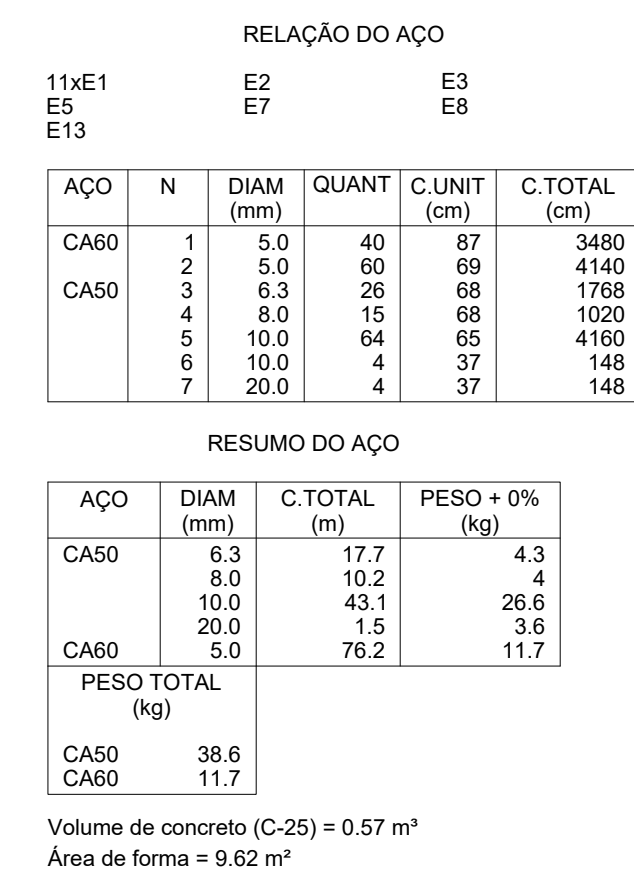 RELAÇÃO DO AÇO
11xE1 E2 E3
E5 E7 E8
E13
AÇO N DIAM QUANT C.UNIT C.TOTAL
(mm) (cm) (cm)
CA60 1 5.0 40 87 3480
2 5.0 60 69 4140
CA50 3 6.3 26 68 1768
4 8.0 15 68 1020
5 10.0 64 65 4160
6 10.0 4 37 148
7 20.0 4 37 148
RESUMO DO AÇO
AÇO DIAM C.TOTAL PESO + 0%
(mm) (m) (kg)
CA50 6.3 17.7 4.3
8.0 10.2 4
10.0 43.1 26.6
20.0 1.5 3.6
CA60 5.0 76.2 11.7
PESO TOTAL
(kg)
CA50 38.6
CA60 11.7
Volume de concreto (C-25) = 0.57 m³
Área de forma = 9.62 m²